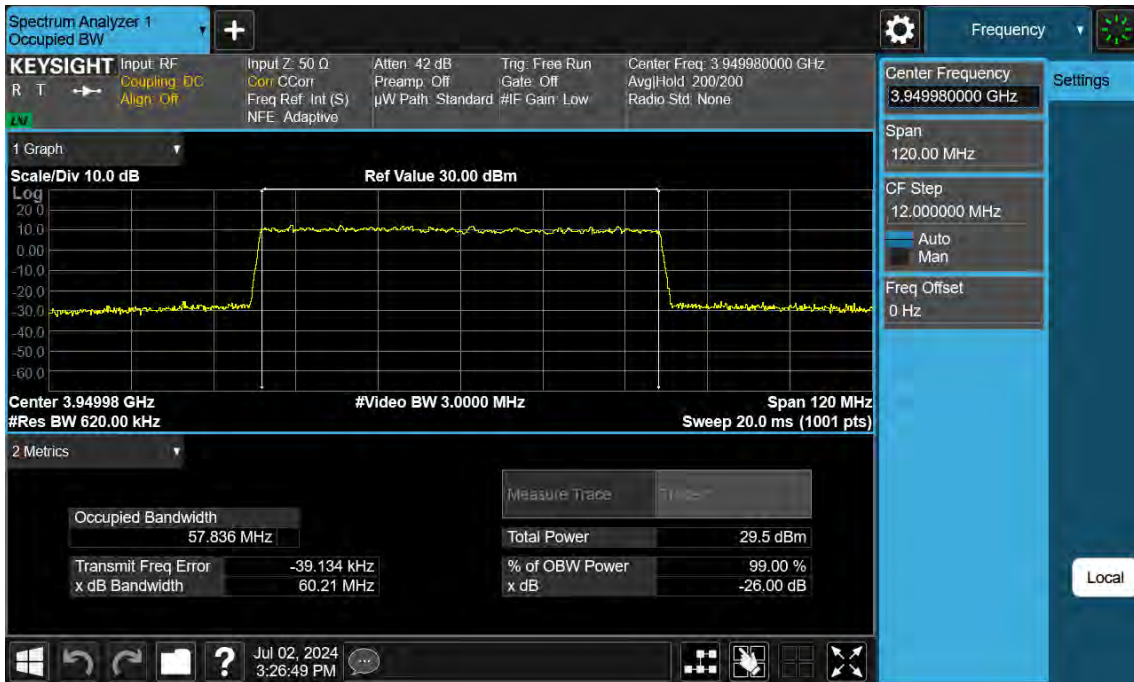 Spectrum Analyzer 1
Occupied BW
Frequency
KEYSIGHT
R T
LW
Input: RF
Coupling: DC
Align: Off
Input Z: 50 Ω
Corr CCorr
Freq Ref: Int (S)
NFE: Adaptive
Atten: 42 dB
Preamp: Off
µW Path: Standard
Trig: Free Run
Gate: Off
#IF Gain: Low
Center Freq: 3.949980000 GHz
Avg|Hold: 200/200
Radio Std: None
Center Frequency
3.949980000 GHz
Settings
Span
120.00 MHz
CF Step
12.000000 MHz
Auto
Man
Freq Offset
0 Hz
Local
1 Graph
Scale/Div 10.0 dB
Ref Value 30.00 dBm
Log
20.0
10.0
0.00
-10.0
-20.0
-30.0
-40.0
-50.0
-60.0
Center 3.94998 GHz
#Video BW 3.0000 MHz
Span 120 MHz
#Res BW 620.00 kHz
Sweep 20.0 ms (1001 pts)
2 Metrics
Measure Trace
Occupied Bandwidth
57.836 MHz
Total Power 29.5 dBm
Transmit Freq Error -39.134 kHz
% of OBW Power 99.00 %
x dB Bandwidth 60.21 MHz
x dB -26.00 dB
?
Jul 02, 2024
3:26:49 PM